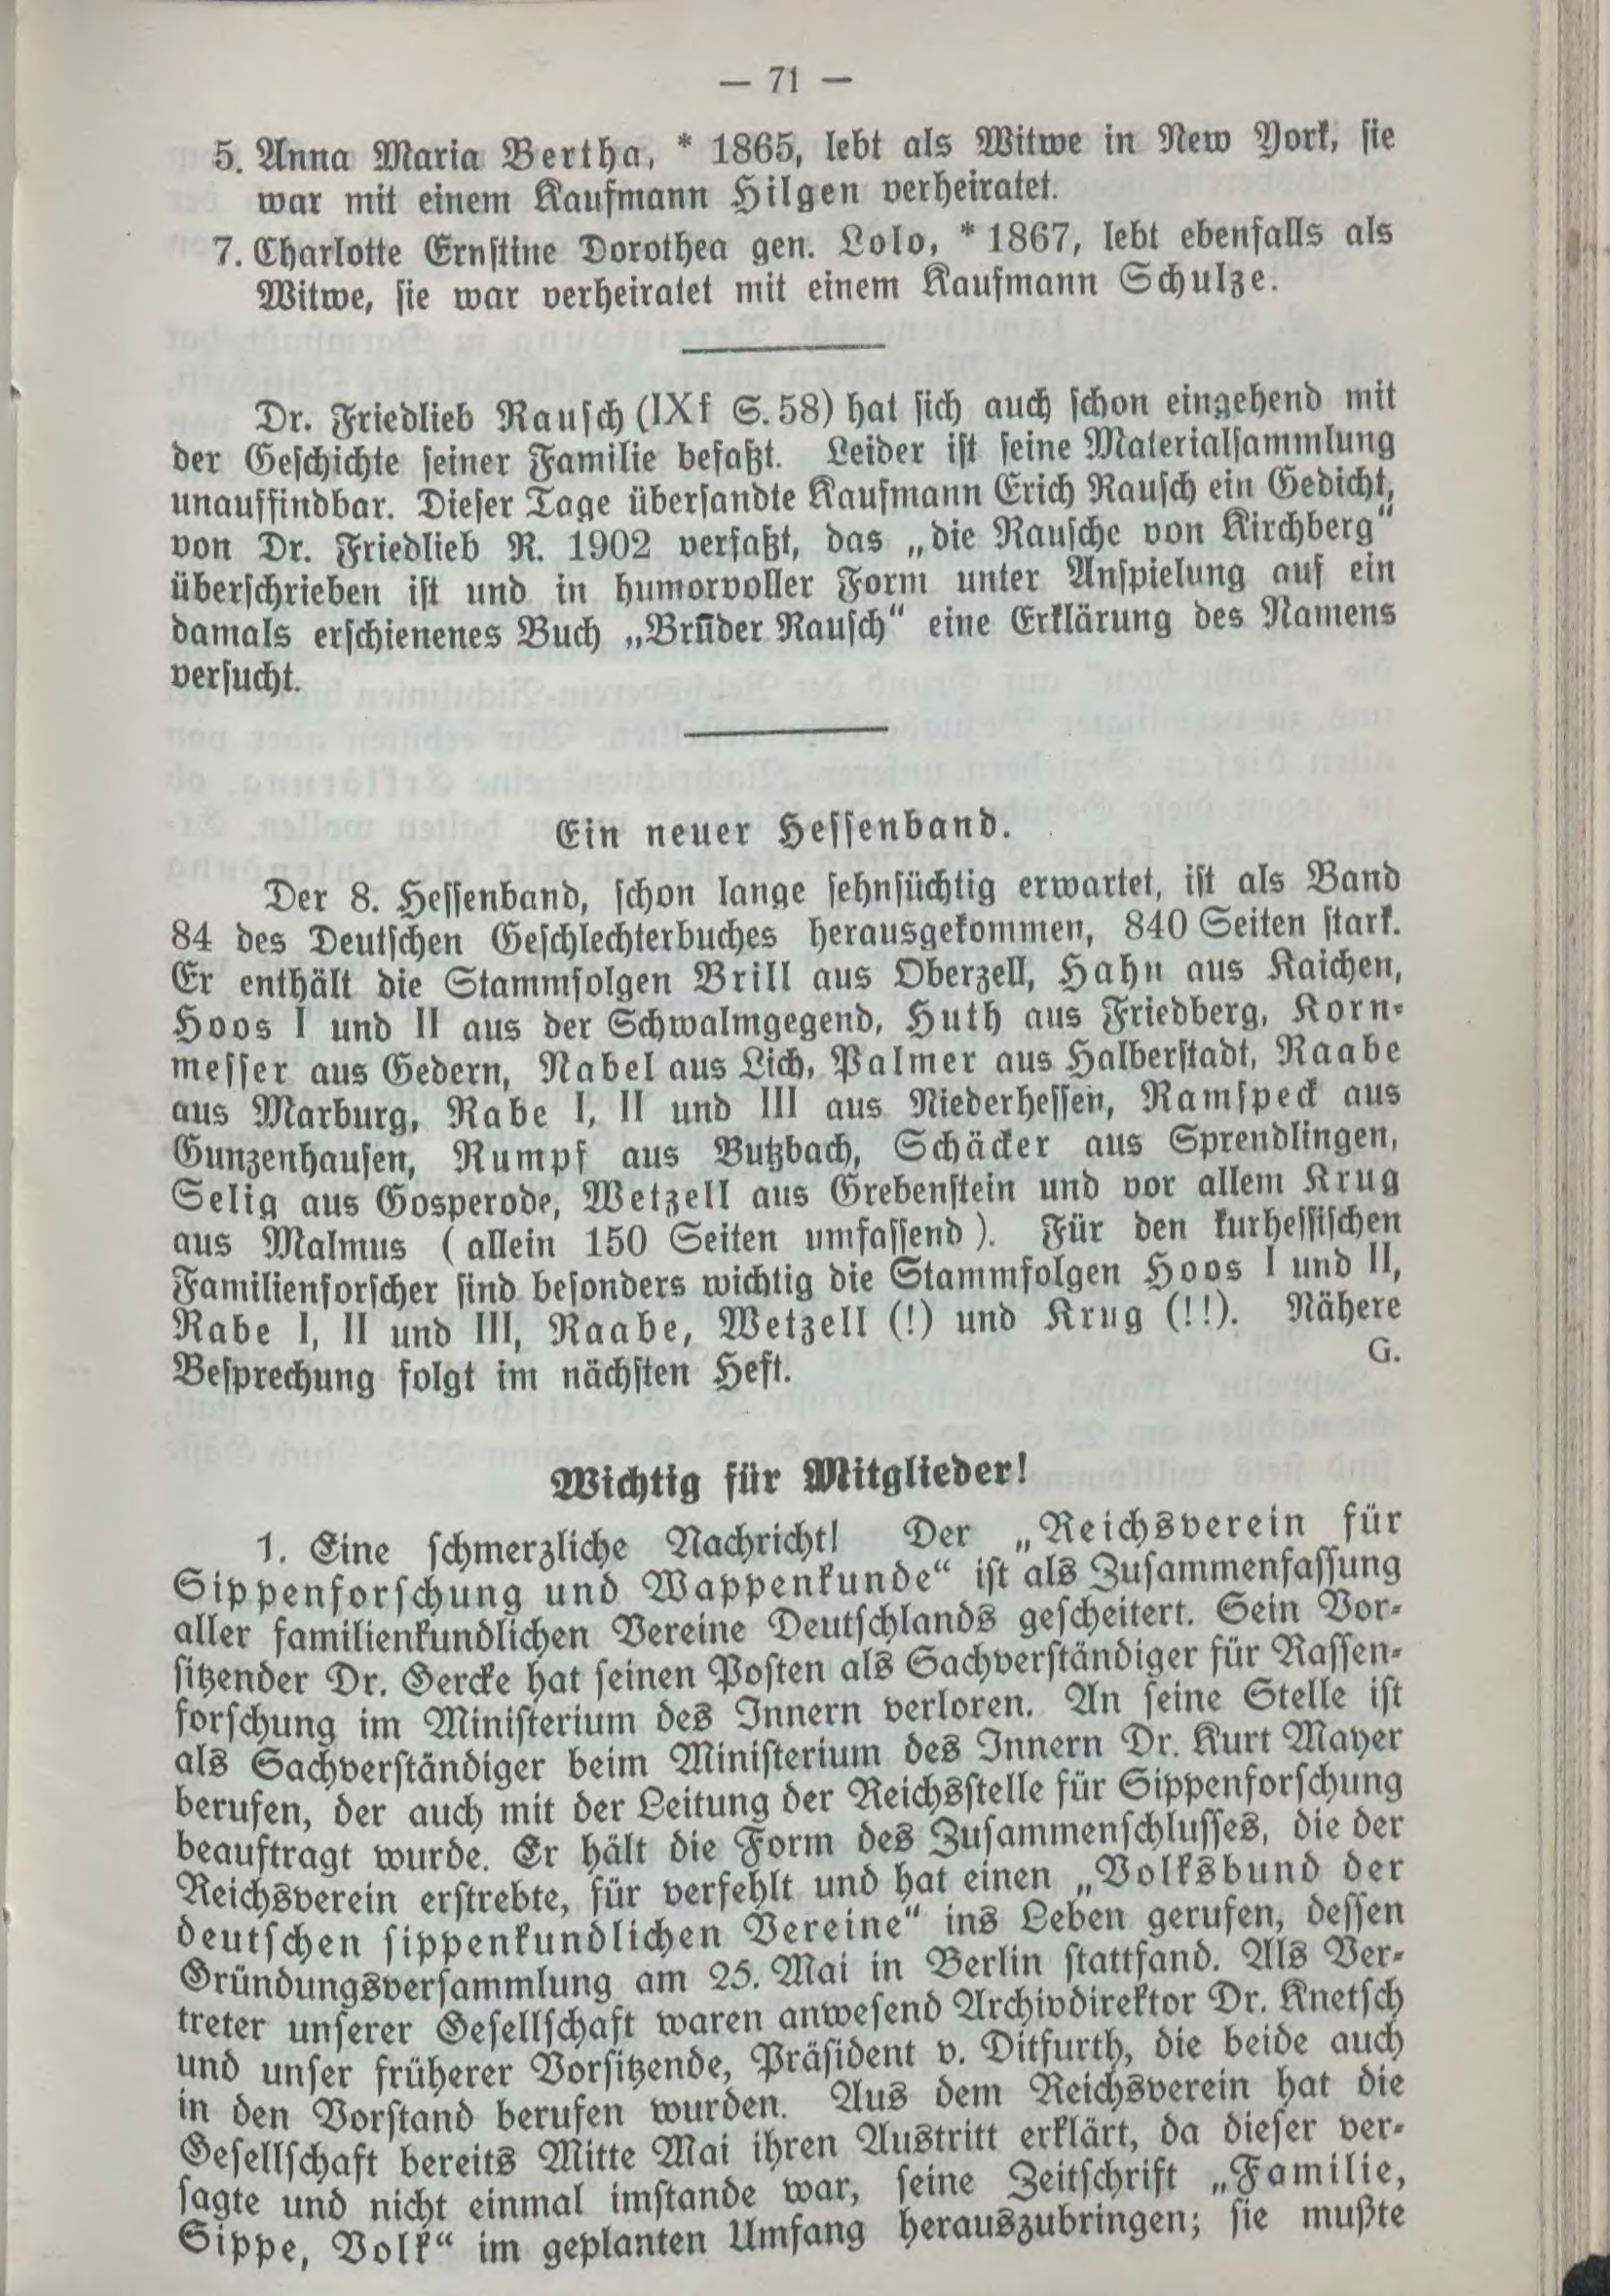 — 71 —
5. Anna Maria Bertha, * 1865, lebt als Witwe in New York, sie
war mit einem Kaufmann Hilgen verheiratet.
7. Charlotte Ernstine Dorothea gen. Lolo, * 1867, lebt ebenfalls als
Witwe, sie war verheiratet mit einem Kaufmann Schulze.
Dr. Friedlieb Rausch (IXf S. 58) hat sich auch schon eingehend mit
der Geschichte seiner Familie befaßt. Leider ist seine Materialsammlung
unauffindbar. Dieser Tage übersandte Kaufmann Erich Rausch ein Gedicht,
von Dr. Friedlieb R. 1902 verfaßt, das „die Rausche von Kirchberg“
überschrieben ist und in humorvoller Form unter Anspielung auf ein
damals erschienenes Buch „Brūder Rausch“ eine Erklärung des Namens
versucht.
Ein neuer Hessenband.
Der 8. Hessenband, schon lange sehnsüchtig erwartet, ist als Band
84 des Deutschen Geschlechterbuches herausgekommen, 840 Seiten stark.
Er enthält die Stammfolgen Brill aus Oberzell, Hahn aus Kaichen,
Hoos I und II aus der Schwalmgegend, Huth aus Friedberg, Korn-
messer aus Gedern, Nabel aus Lich, Palmer aus Halberstadt, Raabe
aus Marburg, Rabe I, II und III aus Niederhessen, Ramspeck aus
Gunzenhausen, Rumpf aus Butzbach, Schäcker aus Sprendlingen,
Selig aus Gosperode, Wetzell aus Grebenstein und vor allem Krug
aus Malmus ( allein 150 Seiten umfassend ). Für den kurhessischen
Familienforscher sind besonders wichtig die Stammfolgen Hoos I und II,
Rabe I, II und III, Raabe, Wetzell (!) und Krug (!!). Nähere
Besprechung folgt im nächsten Heft. G.
Wichtig für Mitglieder!
1. Eine schmerzliche Nachricht! Der „Reichsverein für
Sippenforschung und Wappenkunde“ ist als Zusammenfassung
aller familienkundlichen Vereine Deutschlands gescheitert. Sein Vor-
sitzender Dr. Gercke hat seinen Posten als Sachverständiger für Rassen-
forschung im Ministerium des Innern verloren. An seine Stelle ist
als Sachverständiger beim Ministerium des Innern Dr. Kurt Mayer
berufen, der auch mit der Leitung der Reichsstelle für Sippenforschung
beauftragt wurde. Er hält die Form des Zusammenschlusses, die der
Reichsverein erstrebte, für verfehlt und hat einen „Volksbund der
deutschen sippenkundlichen Vereine“ ins Leben gerufen, dessen
Gründungsversammlung am 25. Mai in Berlin stattfand. Als Ver-
treter unserer Gesellschaft waren anwesend Archivdirektor Dr. Knetsch
und unser früherer Vorsitzende, Präsident v. Ditfurth, die beide auch
in den Vorstand berufen wurden. Aus dem Reichsverein hat die
Gesellschaft bereits Mitte Mai ihren Austritt erklärt, da dieser ver-
sagte und nicht einmal imstande war, seine Zeitschrift „Familie,
Sippe, Volk“ im geplanten Umfang herauszubringen; sie mußte